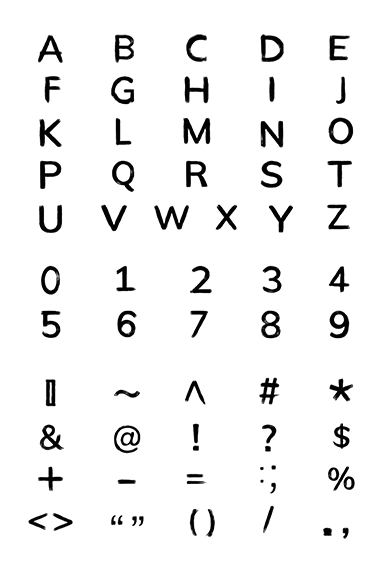 A B C D E
F G H I J
K L M N O
P Q R S T
U V W X Y Z
0 1 2 3 4
5 6 7 8 9
[] ~ ^ # *
& @ ! ? $
+ - = :; %
<> “” () / .,